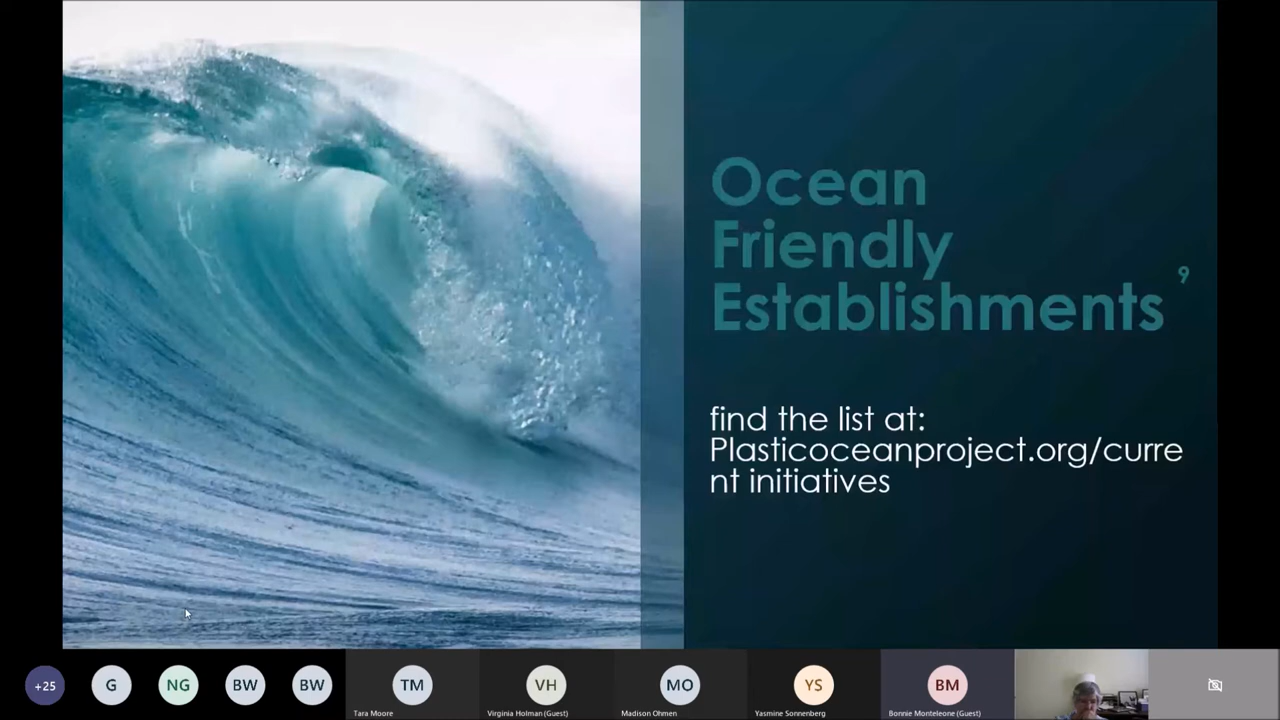 Ocean
Friendly
Establishments
9
find the list at:
Plasticoceanproject.org/curre
nt initiatives
+25
G
NG
BW
BW
TM
VH
MO
YS
BM
Tara Moore
Virginia Holman (Guest)
Madison Ohmen
Yasmine Sonnenberg
Bonnie Monteleone (Guest)